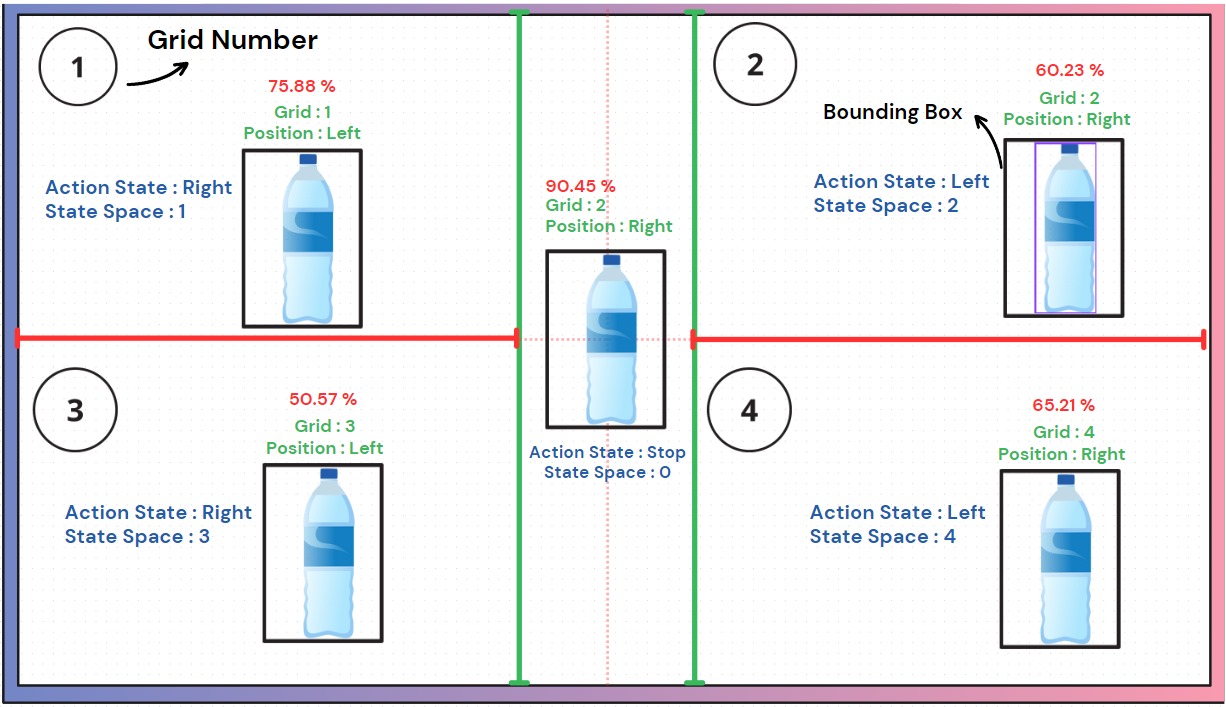 1
Grid Number
75.88 %
Grid : 1
Position : Left
Action State : Right
State Space : 1
90.45 %
Grid : 2
Position : Right
Action State : Stop
State Space : 0
2
60.23 %
Grid : 2
Position : Right
Bounding Box
Action State : Left
State Space : 2
3
50.57 %
Grid : 3
Position : Left
Action State : Right
State Space : 3
4
65.21 %
Grid : 4
Position : Right
Action State : Left
State Space : 4